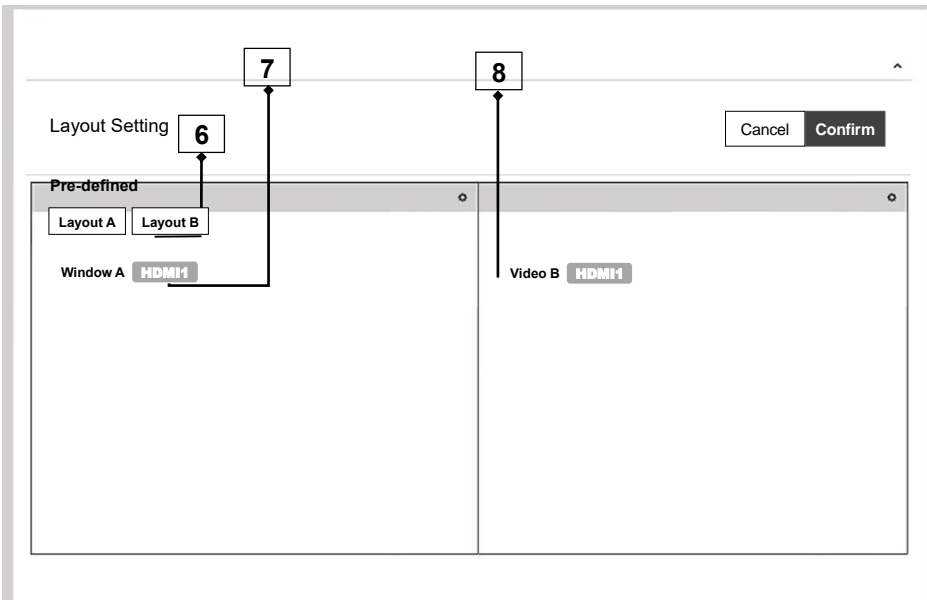 7 8
Layout Setting 6 Cancel Confirm
Pre-defined
Layout A Layout B
Window A HDMI1 Video B HDMI1